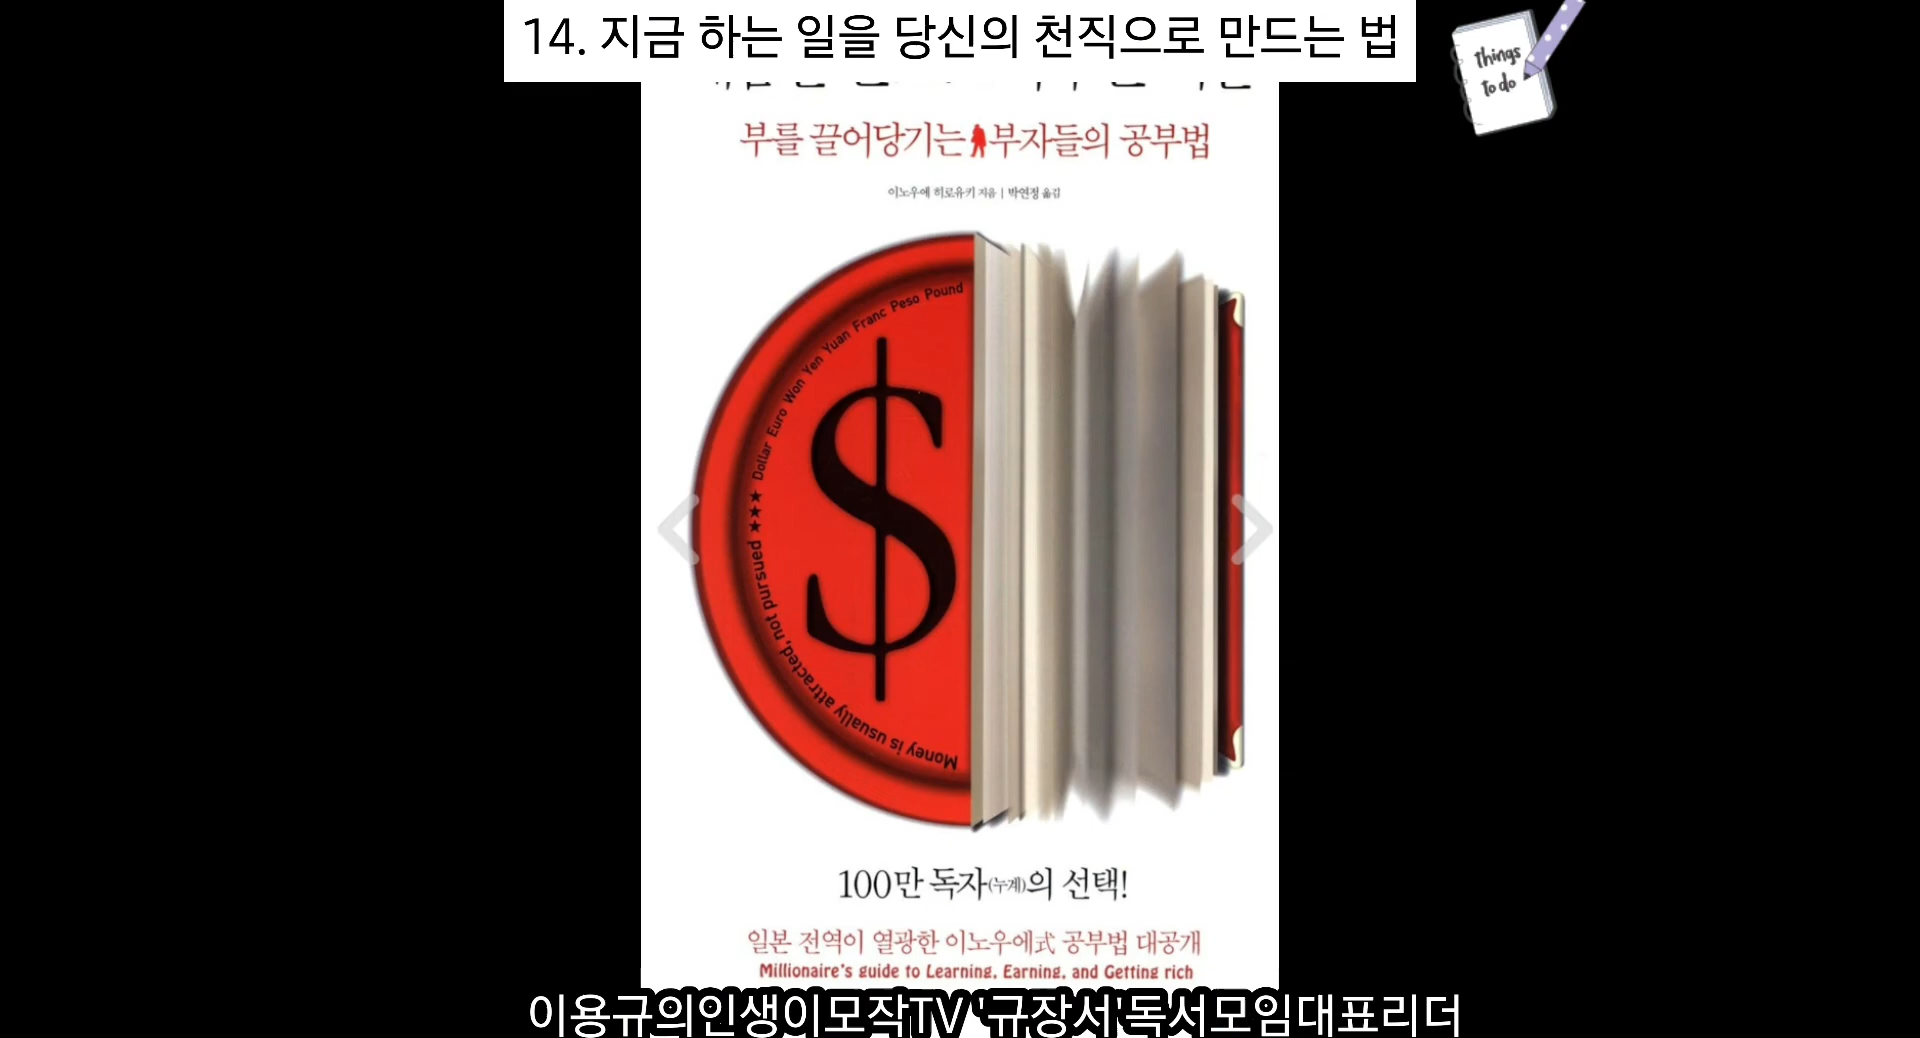 14. 지금 하는 일을 당신의 천직으로 만드는 법
things
to do
부를 끌어당기는 부자들의 공부법
이노우에 히로유키 지음 | 박연정 옮김
Dollar Euro Won Yen Yuan Franc Peso Pound
Money is usually attracted, not pursued ★★★
$
100만 독자(누계)의 선택!
일본 전역이 열광한 이노우에式 공부법 대공개
Millionaire's guide to Learning, Earning, and Getting rich
이용규의인생이모작TV '규장서'독서모임대표리더